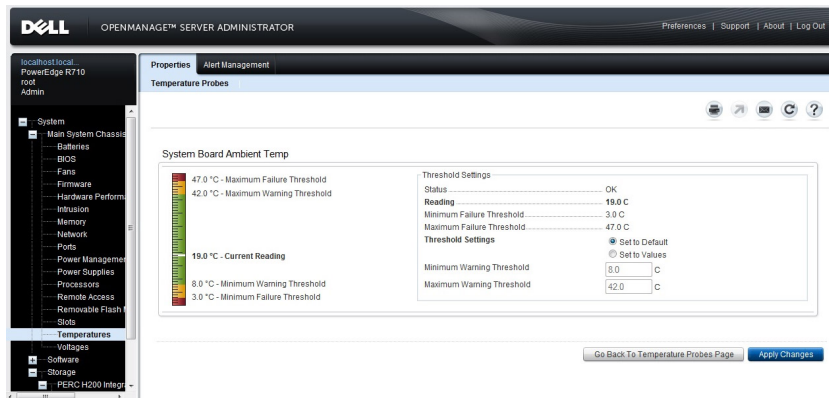 DELL OPENMANAGE™ SERVER ADMINISTRATOR
Preferences | Support | About | Log Out
localhost.local...
PowerEdge R710
root
Admin
Properties Alert Management
Temperature Probes
System
Main System Chassis
Batteries
BIOS
Fans
Firmware
Hardware Performa
Intrusion
Memory
Network
Ports
Power Managemen
Power Supplies
Processors
Remote Access
Removable Flash
Slots
Temperatures
Voltages
Software
Storage
PERC H200 Integra
System Board Ambient Temp
47.0 °C - Maximum Failure Threshold
42.0 °C - Maximum Warning Threshold
19.0 °C - Current Reading
8.0 °C - Minimum Warning Threshold
3.0 °C - Minimum Failure Threshold
Threshold Settings
Status OK
Reading 19.0 C
Minimum Failure Threshold 3.0 C
Maximum Failure Threshold 47.0 C
Threshold Settings Set to Default
Set to Values
Minimum Warning Threshold 8.0 C
Maximum Warning Threshold 42.0 C
Go Back To Temperature Probes Page Apply Changes